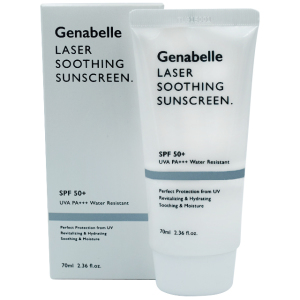 Genabelle
LASER
SOOTHING
SUNSCREEN.
SPF 50+
UVA PA+++ Water Resistant
Perfect Protection from UV
Revitalizing & Hydrating
Soothing & Moisture
70ml 2.36 fl.oz.
Genabelle
LASER
SOOTHING
SUNSCREEN.
SPF 50+
UVA PA+++ Water Resistant
Perfect Protection from UV
Revitalizing & Hydrating
Soothing & Moisture
70ml 2.36 fl.oz.